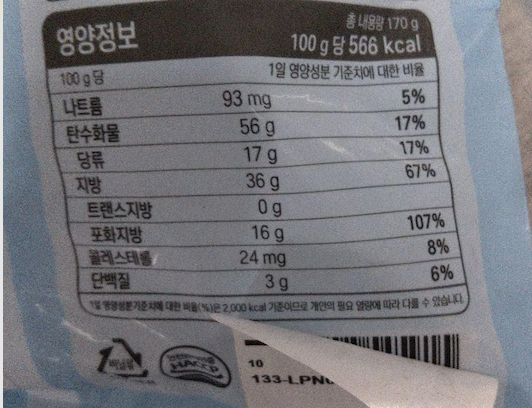 영양정보
총 내용량 170 g
100 g 당 566 kcal
100 g 당 1일 영양성분 기준치에 대한 비율
나트륨 93 mg 5%
탄수화물 56 g 17%
당류 17 g 17%
지방 36 g 67%
트랜스지방 0 g
포화지방 16 g 107%
콜레스테롤 24 mg 8%
단백질 3 g 6%
1일 영양성분기준치에 대한 비율(%)은 2,000 kcal 기준이므로 개인의 필요 열량에 따라 다를 수 있습니다.
비닐류
HACCP
10
133-LPN